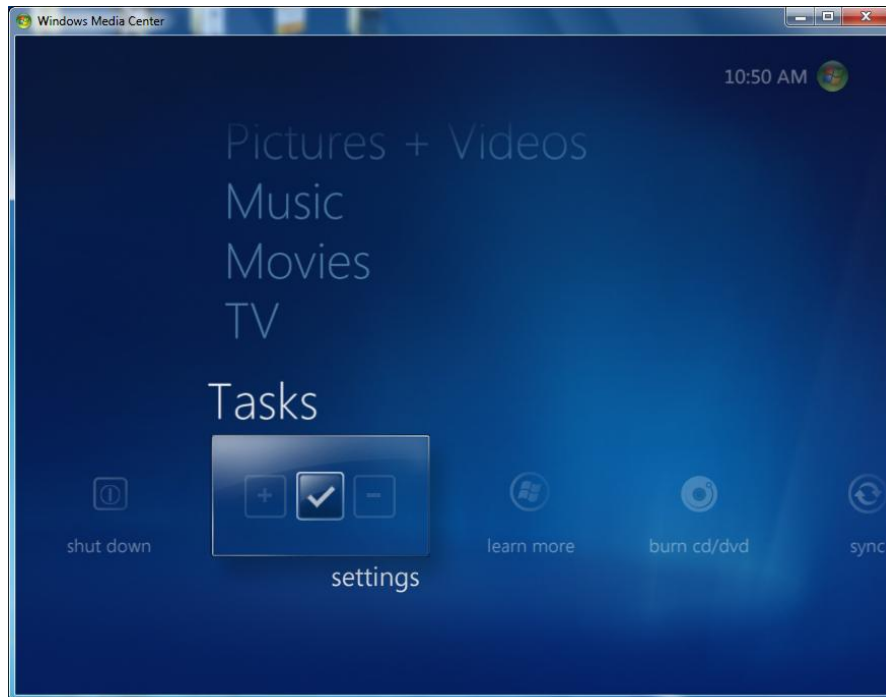 Windows Media Center
10:50 AM
Pictures + Videos
Music
Movies
TV
Tasks
shut down
settings
learn more
burn cd/dvd
sync